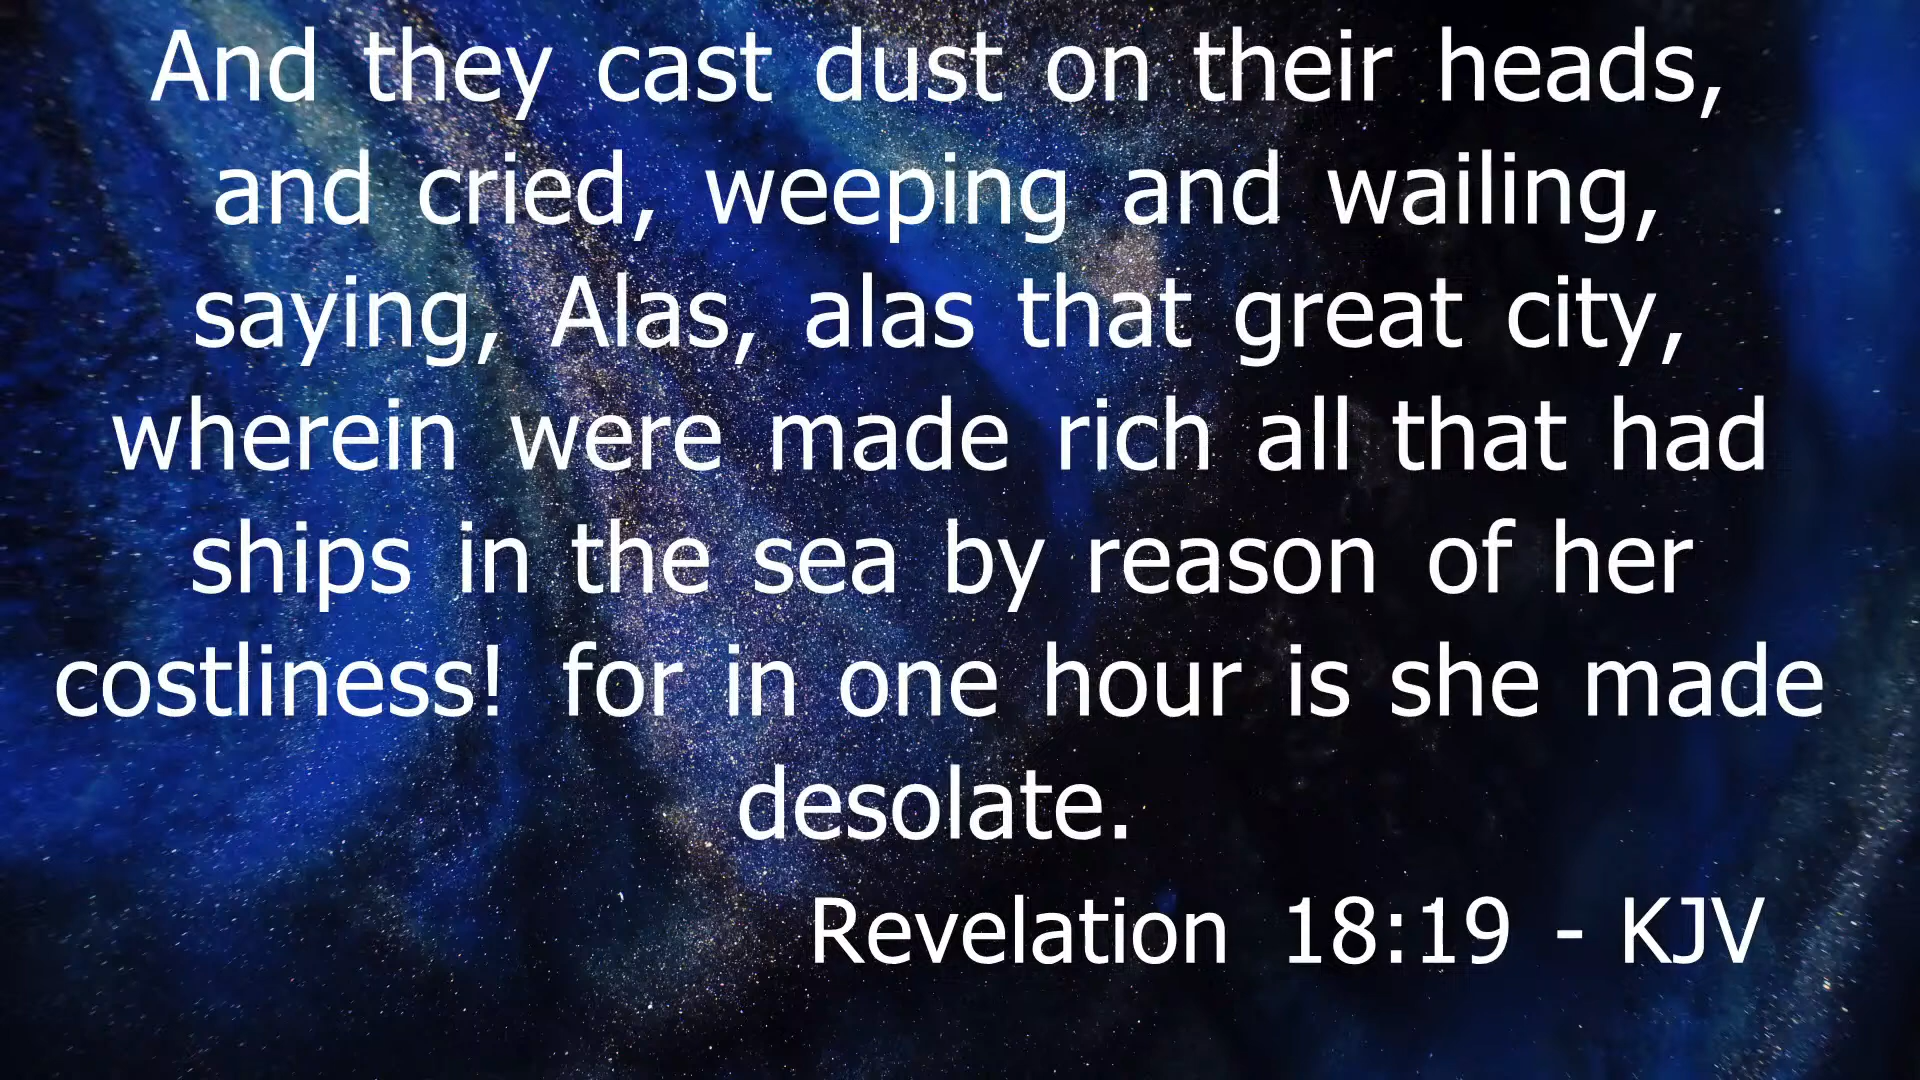 And they cast dust on their heads,
and cried, weeping and wailing,
saying, Alas, alas that great city,
wherein were made rich all that had
ships in the sea by reason of her
costliness! for in one hour is she made
desolate.
Revelation 18:19 - KJV